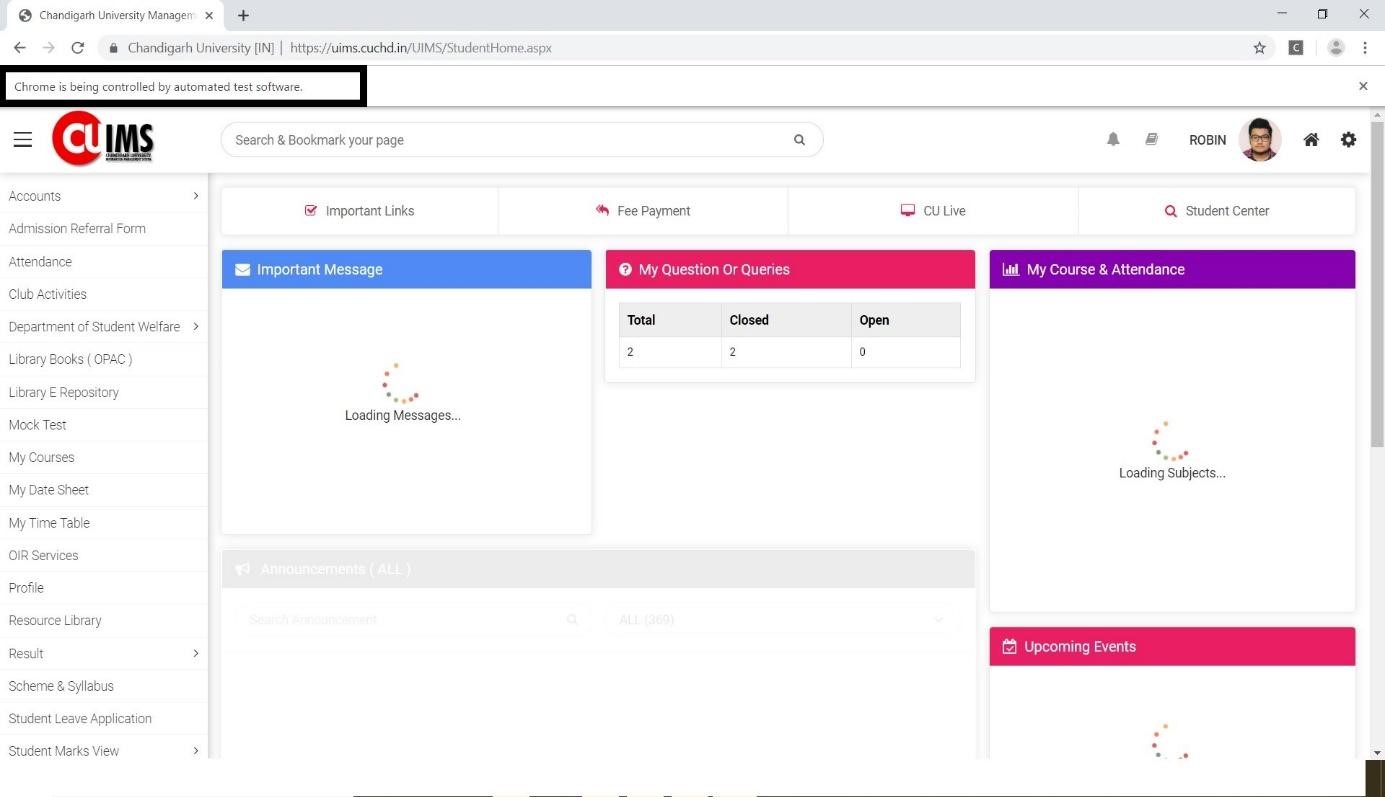 Chandigarh University Managem
Chandigarh University [IN] | https://uims.cuchd.in/UIMS/StudentHome.aspx
C
Chrome is being controlled by automated test software.
CU IMS
Search & Bookmark your page
ROBIN
Accounts
Admission Referral Form
Attendance
Club Activities
Department of Student Welfare
Library Books ( OPAC )
Library E Repository
Mock Test
My Courses
My Date Sheet
My Time Table
OIR Services
Profile
Resource Library
Result
Scheme & Syllabus
Student Leave Application
Student Marks View
Important Links
Fee Payment
CU Live
Student Center
Important Message
Loading Messages...
My Question Or Queries
Total Closed Open
2 2 0
My Course & Attendance
Loading Subjects...
Announcements ( ALL )
Search Announcement
ALL (369)
Upcoming Events